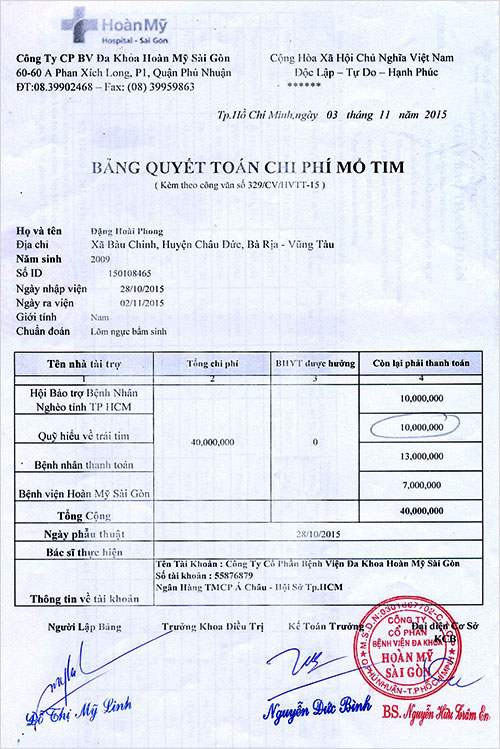 Hoàn Mỹ
Hospital - Sài Gòn
Công Ty CP BV Đa Khoa Hoàn Mỹ Sài Gòn
60-60 A Phan Xích Long, P1, Quận Phú Nhuận
ĐT:08.39902468 – Fax: (08) 39959863
Cộng Hòa Xã Hội Chủ Nghĩa Việt Nam
Độc Lập – Tự Do – Hạnh Phúc
******
Tp.Hồ Chí Minh,ngày 03 tháng 11 năm 2015
BẢNG QUYẾT TOÁN CHI PHÍ MỔ TIM
( Kèm theo công văn số 329/CV/HVTT-15 )
Họ và tên Đặng Hoài Phong
Địa chỉ Xã Bàu Chinh, Huyện Châu Đức, Bà Rịa - Vũng Tàu
Năm sinh 2009
Số ID 150108465
Ngày nhập viện 28/10/2015
Ngày ra viện 02/11/2015
Giới tính Nam
Chuẩn đoán Lõm ngực bẩm sinh
Tên nhà tài trợ Tổng chi phí BHYT được hưởng Còn lại phải thanh toán
1 2 3 4
Hội Bảo trợ Bệnh Nhân Nghèo tỉnh TP HCM 10,000,000
Quỹ hiểu về trái tim 10,000,000
40,000,000 0
Bệnh nhân thanh toán 13,000,000
Bệnh viện Hoàn Mỹ Sài Gòn 7,000,000
Tổng Cộng 40,000,000
Ngày phẫu thuật 28/10/2015
Bác sĩ thực hiện
Thông tin về tài khoản
Tên Tài Khoản : Công Ty Cổ Phần Bệnh Viện Đa Khoa Hoàn Mỹ Sài Gòn
Số tài khoản : 55876879
Ngân Hàng TMCP Á Châu - Hội Sở Tp.HCM
Người Lập Bảng Trưởng Khoa Điều Trị Kế Toán Trưởng Đại diện Cơ Sở
KCB
CÔNG TY
CỔ PHẦN
BỆNH VIỆN ĐA KHOA
HOÀN MỸ
SÀI GÒN
Q.PHÚ NHUẬN-T.P HỒ CHÍ MINH
Đỗ Thị Mỹ Linh
Nguyễn Đức Bình
BS. Nguyễn Hữu Trâm Em